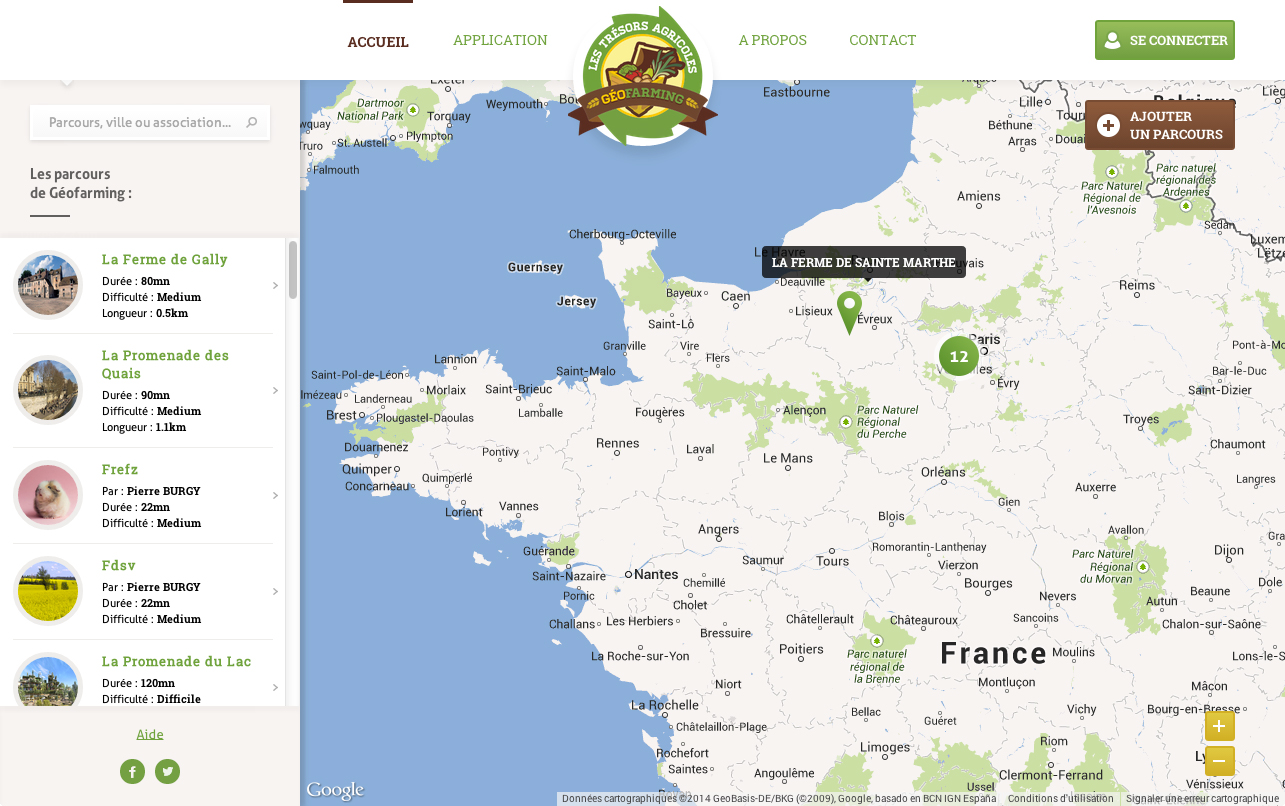 ACCUEIL
APPLICATION
LES TRÉSORS AGRICOLES
GÉOFARMING
A PROPOS
CONTACT
SE CONNECTER
AJOUTER
UN PARCOURS
Parcours, ville ou association...
Les parcours
de Géofarming :
La Ferme de Gally
Durée : 80mn
Difficulté : Medium
Longueur : 0.5km
La Promenade des
Quais
Durée : 90mn
Difficulté : Medium
Longueur : 1.1km
Frefz
Par : Pierre BURGY
Durée : 22mn
Difficulté : Medium
Fdsv
Par : Pierre BURGY
Durée : 22mn
Difficulté : Medium
La Promenade du Lac
Durée : 120mn
Difficulté : Difficile
Aide
Exeter
Weymouth
Eastbourne
Dartmoor
National Park
Torquay
Plympton
St. Austell
Truro
Falmouth
Lille
Belgique
Béthune
Arras
Douai
Parc Naturel
Régional de
l'Avesnois
Parc naturel
régional des
Ardennes
Amiens
Sedan
Cherbourg-Octeville
Guernsey
Jersey
Le Havre
LA FERME DE SAINTE MARTHE
Deauville
Bayeux
Caen
Lisieux
Évreux
Reims
Saint-Lô
Granville
Vire
Flers
12
Paris
Évry
Bar-le-Duc
Saint-Dizier
Lannion
Saint-Malo
Saint-Pol-de-Léon
Morlaix
Saint-Brieuc
Landerneau
Lamballe
Brest
Plougastel-Daoulas
Fougères
Alençon
Parc Naturel
Régional
du Perche
Troyes
Douarnenez
Pontivy
Rennes
Laval
Le Mans
Chaumont
Quimper
Quimperlé
Concarneau
Orléans
Langres
Lorient
Vannes
Gien
Auxerre
Angers
Blois
Avallon
Guérande
Romorantin-Lanthenay
Dijon
Saint-Nazaire
Nantes
Chemillé
Saumur
Tours
Vierzon
Bourges
Parc Naturel
Régional
du Morvan
Dole
Pornic
Cholet
Nevers
Autun
Beaune
Challans
Les Herbiers
Bressuire
Châtellerault
Châteauroux
Sancoins
Chalon-sur-Saône
La Roche-sur-Yon
Poitiers
Parc naturel
régional de
la Brenne
France
Moulins
Lons-le-S
Niort
Montluçon
Mâcon
La Rochelle
Bellac
Guéret
Vichy
Bourg-en-Bresse
Châtelaillon-Plage
Rochefort
Limoges
Riom
Saintes
Angoulême
Clermont-Ferrand
Vénissieux
Ussel
Google
Données cartographiques ©2014 GeoBasis-DE/BKG (©2009), Google, basado en BCN IGN España
Conditions d'utilisation
Signaler une erreur cartographique